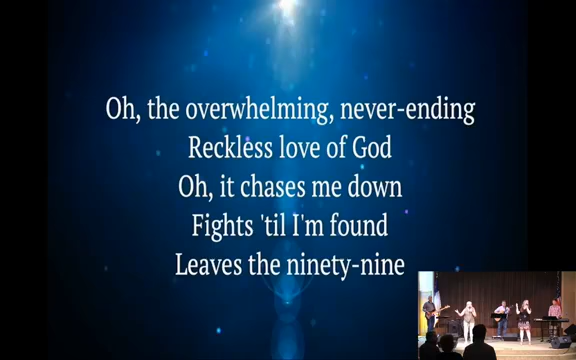 Oh, the overwhelming, never-ending
Reckless love of God
Oh, it chases me down
Fights 'til I'm found
Leaves the ninety-nine